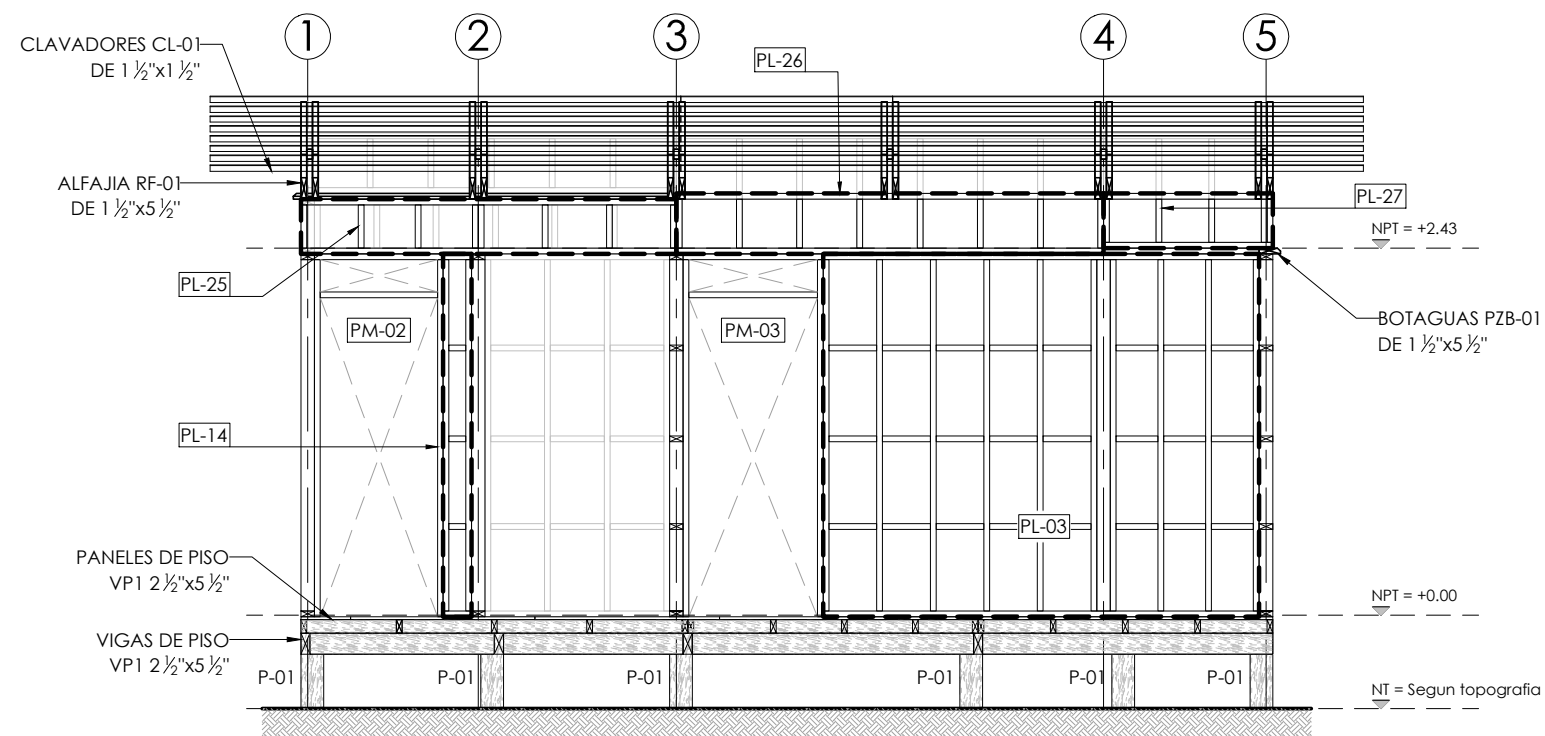 1 2 3 4 5
CLAVADORES CL-01
DE 1 ½"x1 ½"
PL-26
ALFAJIA RF-01
DE 1 ½"x5 ½"
PL-27
NPT = +2.43
PL-25
PM-02
PM-03
BOTAGUAS PZB-01
DE 1 ½"x5 ½"
PL-14
PL-03
PANELES DE PISO
VP1 2 ½"x5 ½"
NPT = +0.00
VIGAS DE PISO
VP1 2 ½"x5 ½"
P-01 P-01 P-01 P-01 P-01 P-01
NT = Segun topografia